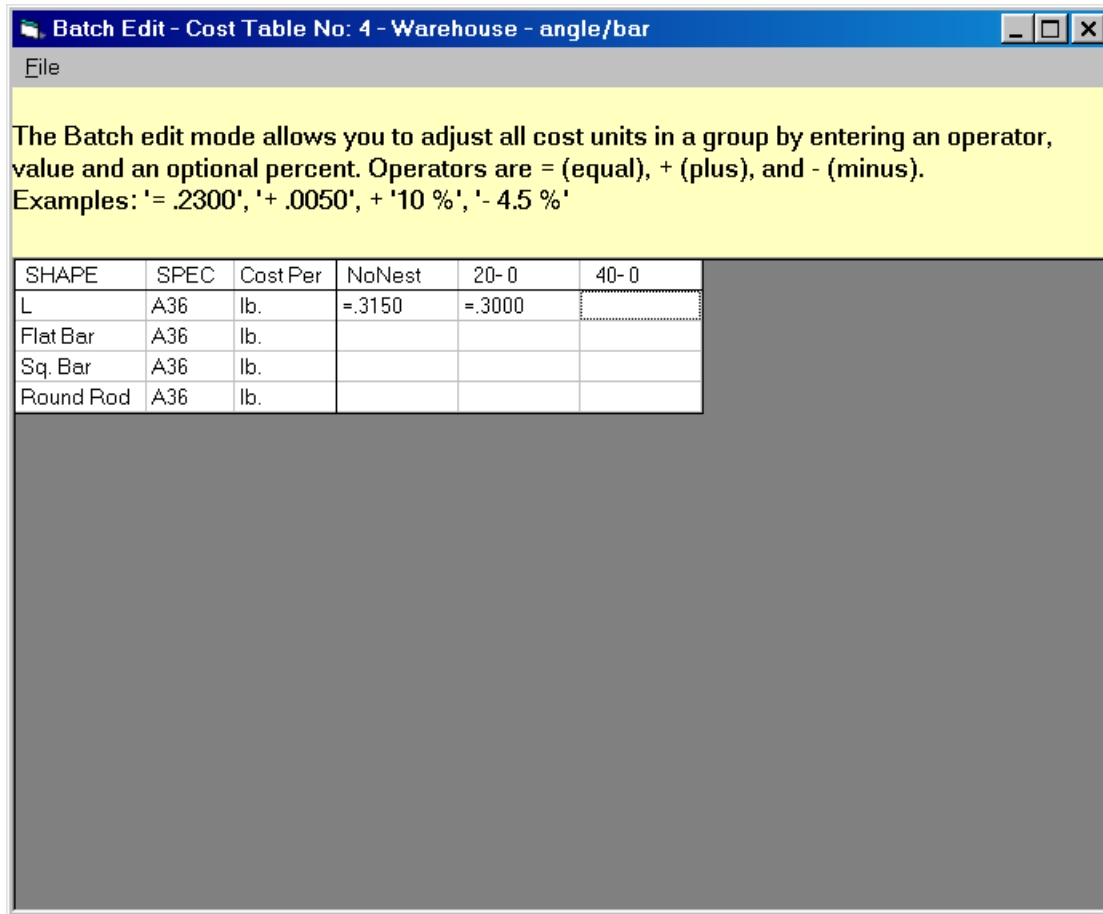 Batch Edit - Cost Table No: 4 - Warehouse - angle/bar
File
The Batch edit mode allows you to adjust all cost units in a group by entering an operator,
value and an optional percent. Operators are = (equal), + (plus), and - (minus).
Examples: '= .2300', '+ .0050', + '10 %', '- 4.5 %'
SHAPE SPEC Cost Per NoNest 20- 0 40- 0
L A36 lb. =.3150 =.3000
Flat Bar A36 lb.
Sq. Bar A36 lb.
Round Rod A36 lb.